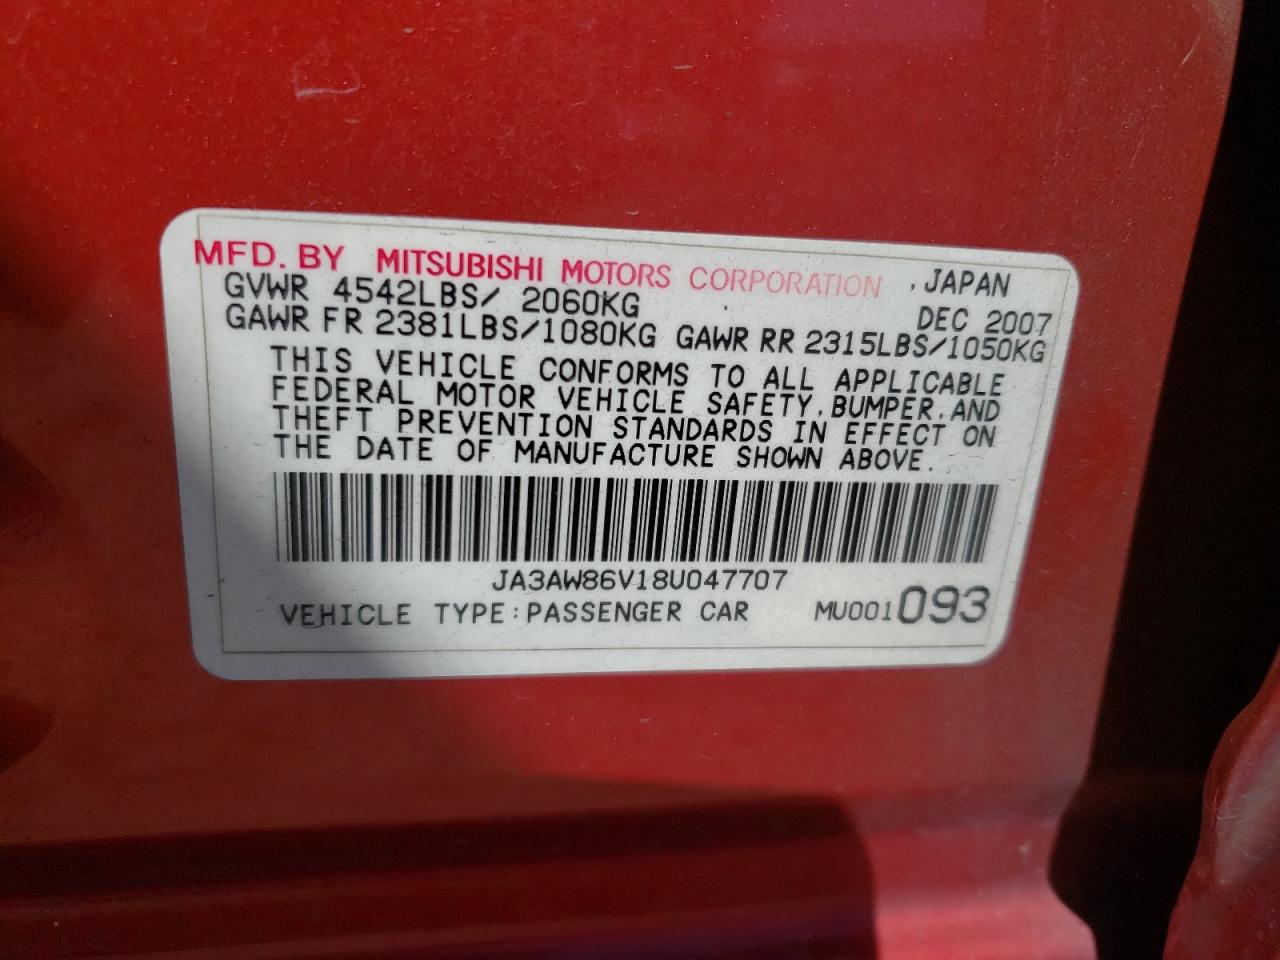 MFD. BY MITSUBISHI MOTORS CORPORATION , JAPAN
GVWR 4542LBS/ 2060KG DEC 2007
GAWR FR 2381LBS/1080KG GAWR RR 2315LBS/1050KG
THIS VEHICLE CONFORMS TO ALL APPLICABLE
FEDERAL MOTOR VEHICLE SAFETY, BUMPER, AND
THEFT PREVENTION STANDARDS IN EFFECT ON
THE DATE OF MANUFACTURE SHOWN ABOVE.
JA3AW86V18U047707
VEHICLE TYPE:PASSENGER CAR MU001093